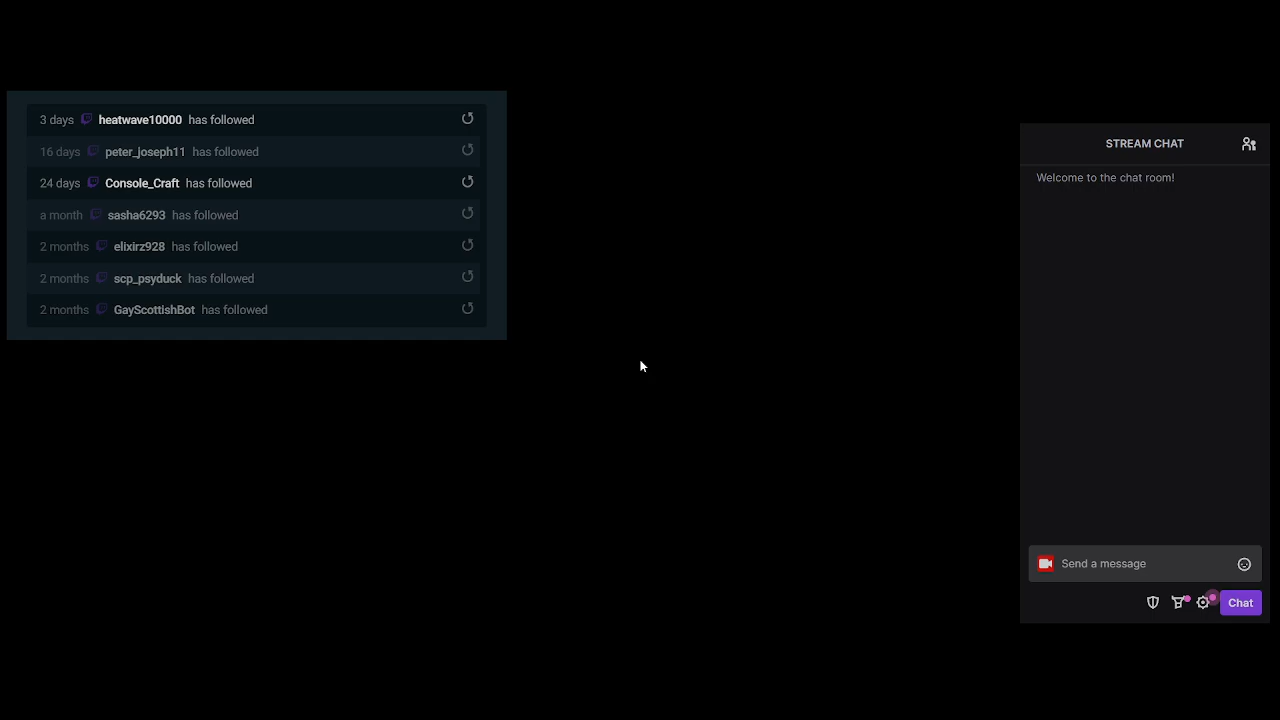 3 days heatwave10000 has followed
16 days peter_joseph11 has followed
24 days Console_Craft has followed
a month sasha6293 has followed
2 months elixirz928 has followed
2 months scp_psyduck has followed
2 months GayScottishBot has followed
STREAM CHAT
Welcome to the chat room!
Send a message
Chat